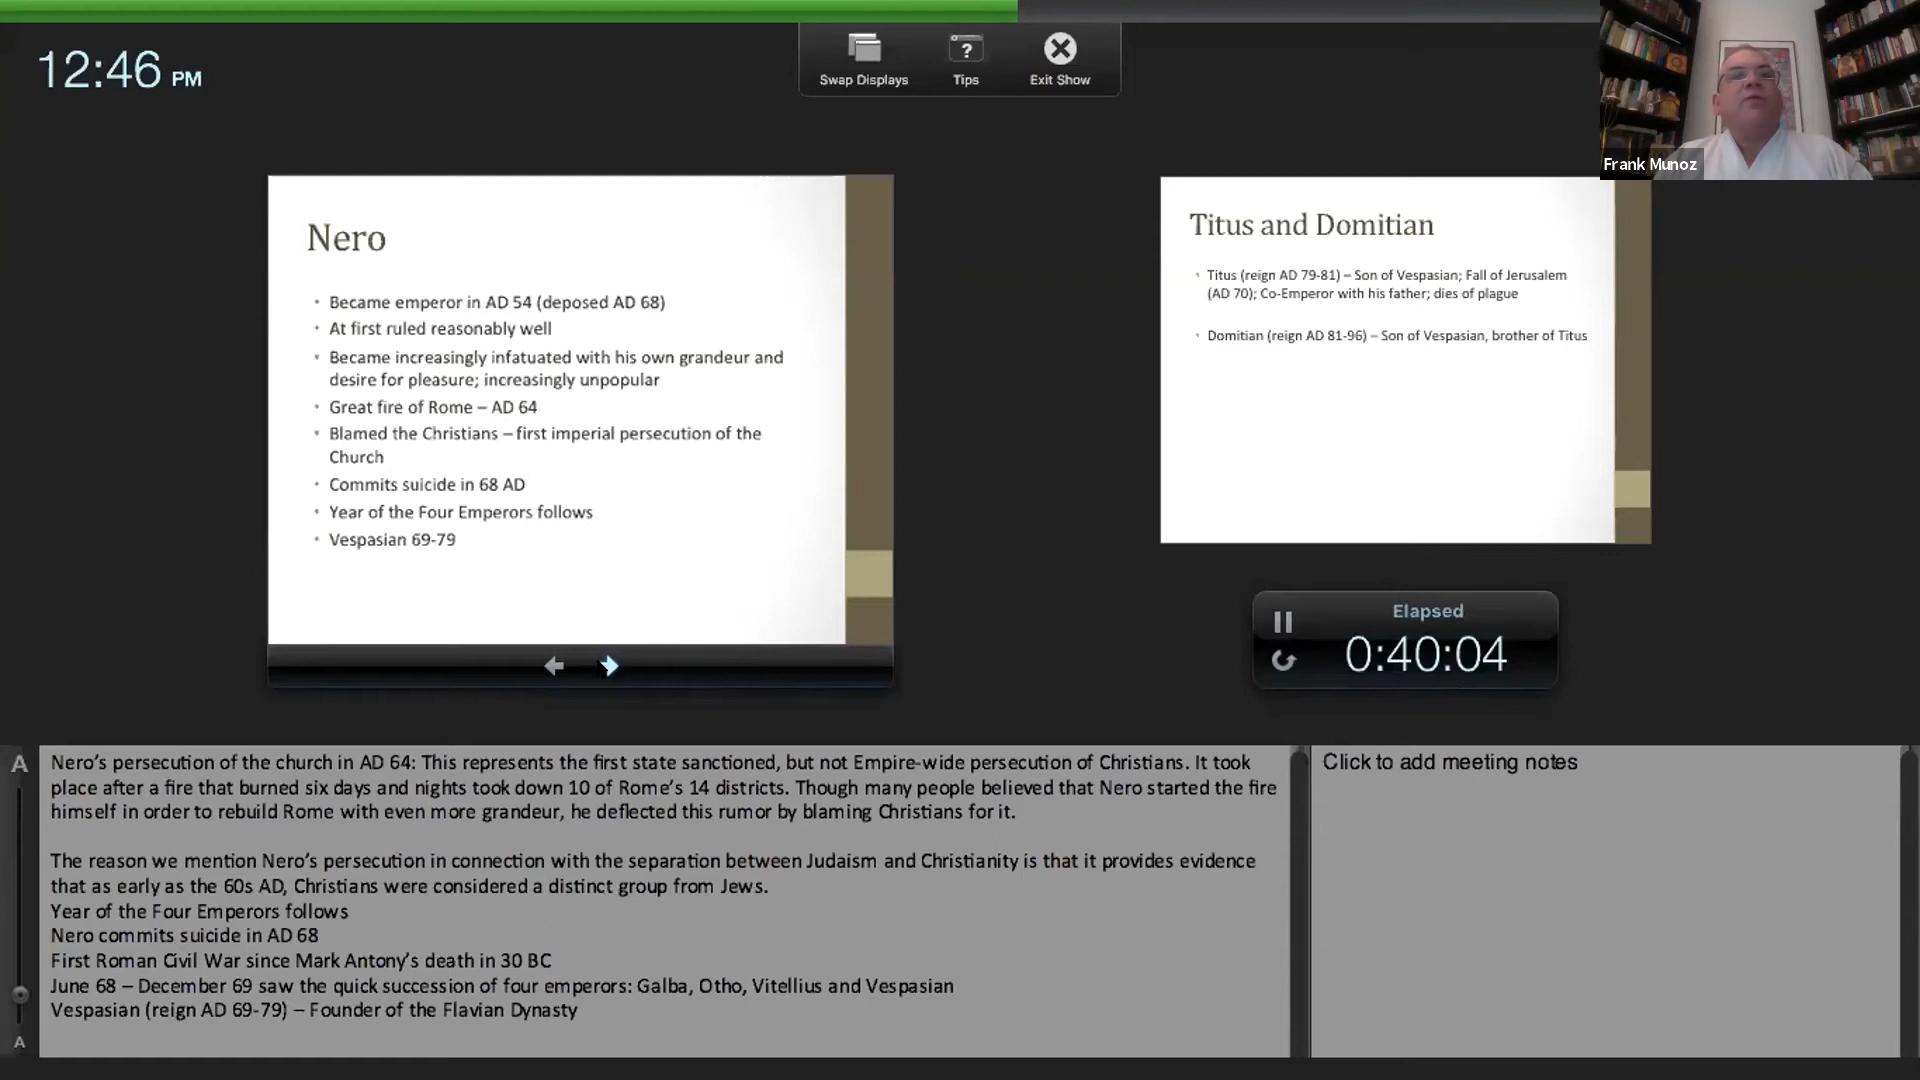 12:46 PM
Swap Displays
Tips
Exit Show
Frank Munoz
Nero
• Became emperor in AD 54 (deposed AD 68)
• At first ruled reasonably well
• Became increasingly infatuated with his own grandeur and
desire for pleasure; increasingly unpopular
• Great fire of Rome – AD 64
• Blamed the Christians – first imperial persecution of the
Church
• Commits suicide in 68 AD
• Year of the Four Emperors follows
• Vespasian 69-79
Titus and Domitian
• Titus (reign AD 79-81) – Son of Vespasian; Fall of Jerusalem
(AD 70); Co-Emperor with his father; dies of plague
• Domitian (reign AD 81-96) – Son of Vespasian, brother of Titus
Elapsed
0:40:04
A
Nero’s persecution of the church in AD 64: This represents the first state sanctioned, but not Empire-wide persecution of Christians. It took
place after a fire that burned six days and nights took down 10 of Rome’s 14 districts. Though many people believed that Nero started the fire
himself in order to rebuild Rome with even more grandeur, he deflected this rumor by blaming Christians for it.
The reason we mention Nero’s persecution in connection with the separation between Judaism and Christianity is that it provides evidence
that as early as the 60s AD, Christians were considered a distinct group from Jews.
Year of the Four Emperors follows
Nero commits suicide in AD 68
First Roman Civil War since Mark Antony’s death in 30 BC
June 68 – December 69 saw the quick succession of four emperors: Galba, Otho, Vitellius and Vespasian
Vespasian (reign AD 69-79) – Founder of the Flavian Dynasty
A
Click to add meeting notes